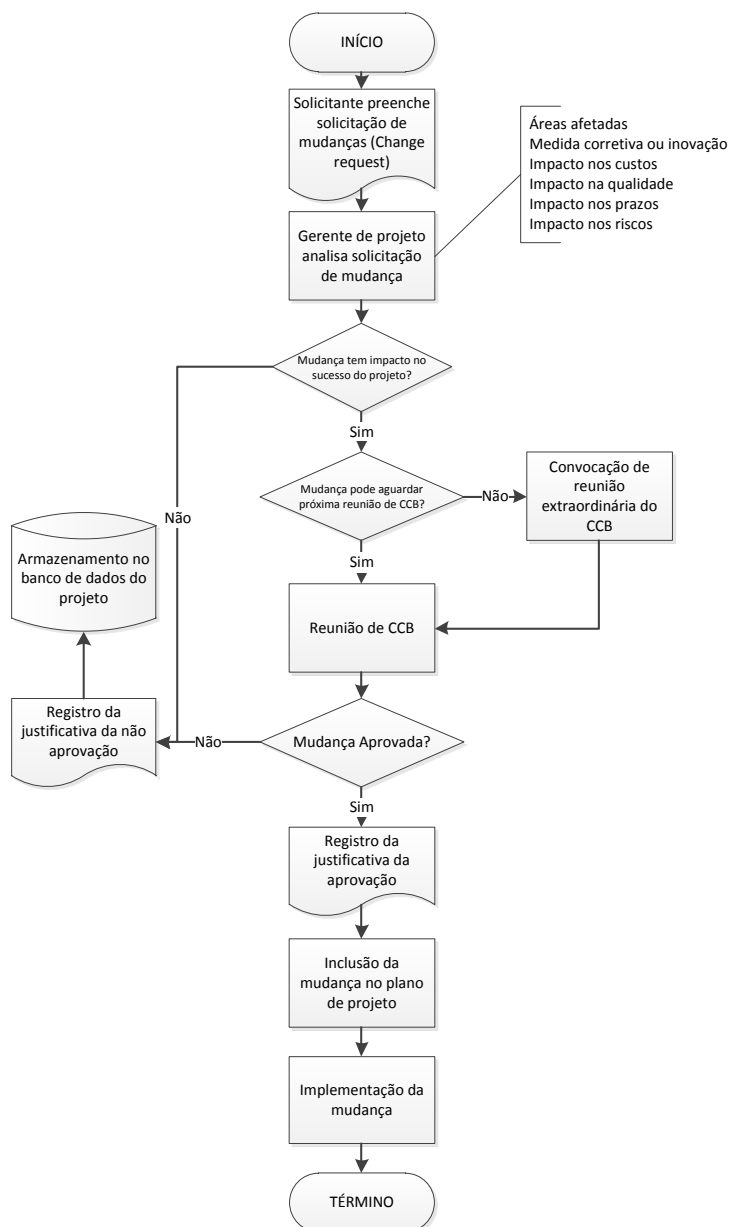 INÍCIO
Solicitante preenche
solicitação de
mudanças (Change
request)
Áreas afetadas
Medida corretiva ou inovação
Impacto nos custos
Impacto na qualidade
Impacto nos prazos
Impacto nos riscos
Gerente de projeto
analisa solicitação
de mudança
Mudança tem impacto no
sucesso do projeto?
Sim
Não
Mudança pode aguardar
próxima reunião de CCB?
Não
Convocação de
reunião
extraordinária do
CCB
Sim
Armazenamento no
banco de dados do
projeto
Reunião de CCB
Registro da
justificativa da não
aprovação
Não
Mudança Aprovada?
Sim
Registro da
justificativa da
aprovação
Inclusão da
mudança no plano
de projeto
Implementação da
mudança
TÉRMINO